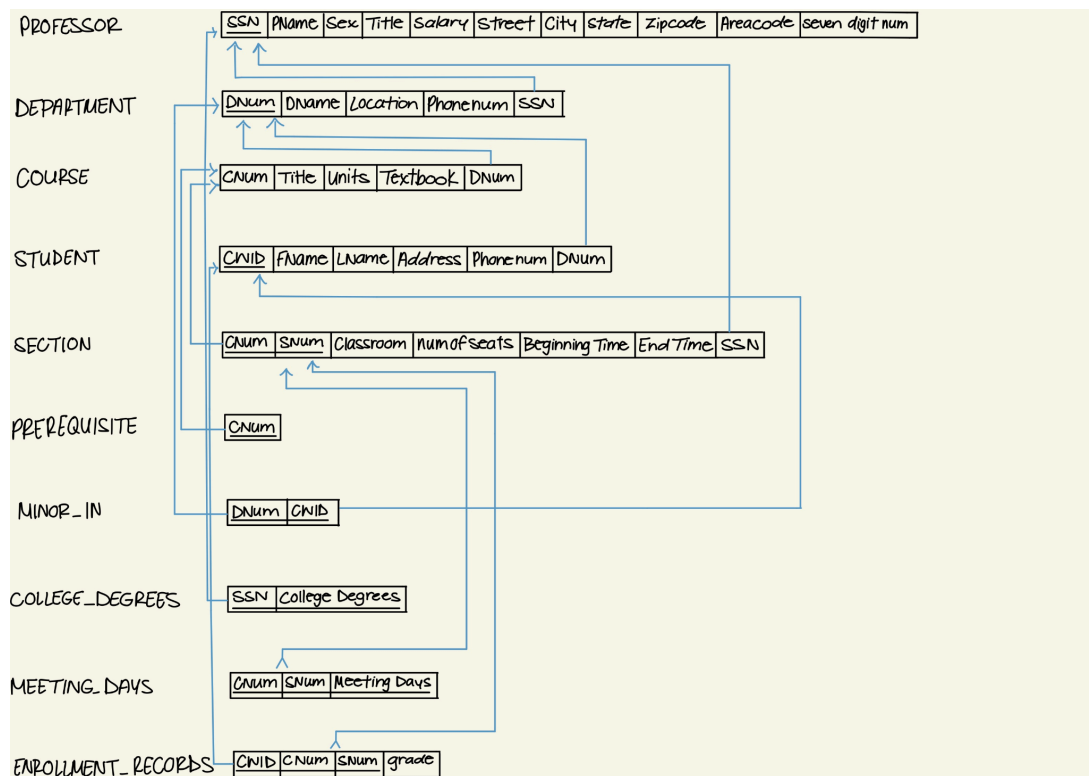 PROFESSOR SSN PName Sex Title Salary Street City State Zipcode Areacode seven digit num
DEPARTMENT DNum DName Location Phonenum SSN
COURSE CNum Title Units Textbook DNum
STUDENT CWID FName LName Address Phonenum DNum
SECTION CNum SNum Classroom num of seats Beginning Time End Time SSN
PREREQUISITE CNum
MINOR_IN DNum CWID
COLLEGE_DEGREES SSN College Degrees
MEETING_DAYS CNum SNum Meeting Days
ENROLLMENT_RECORDS CWID CNum SNum grade